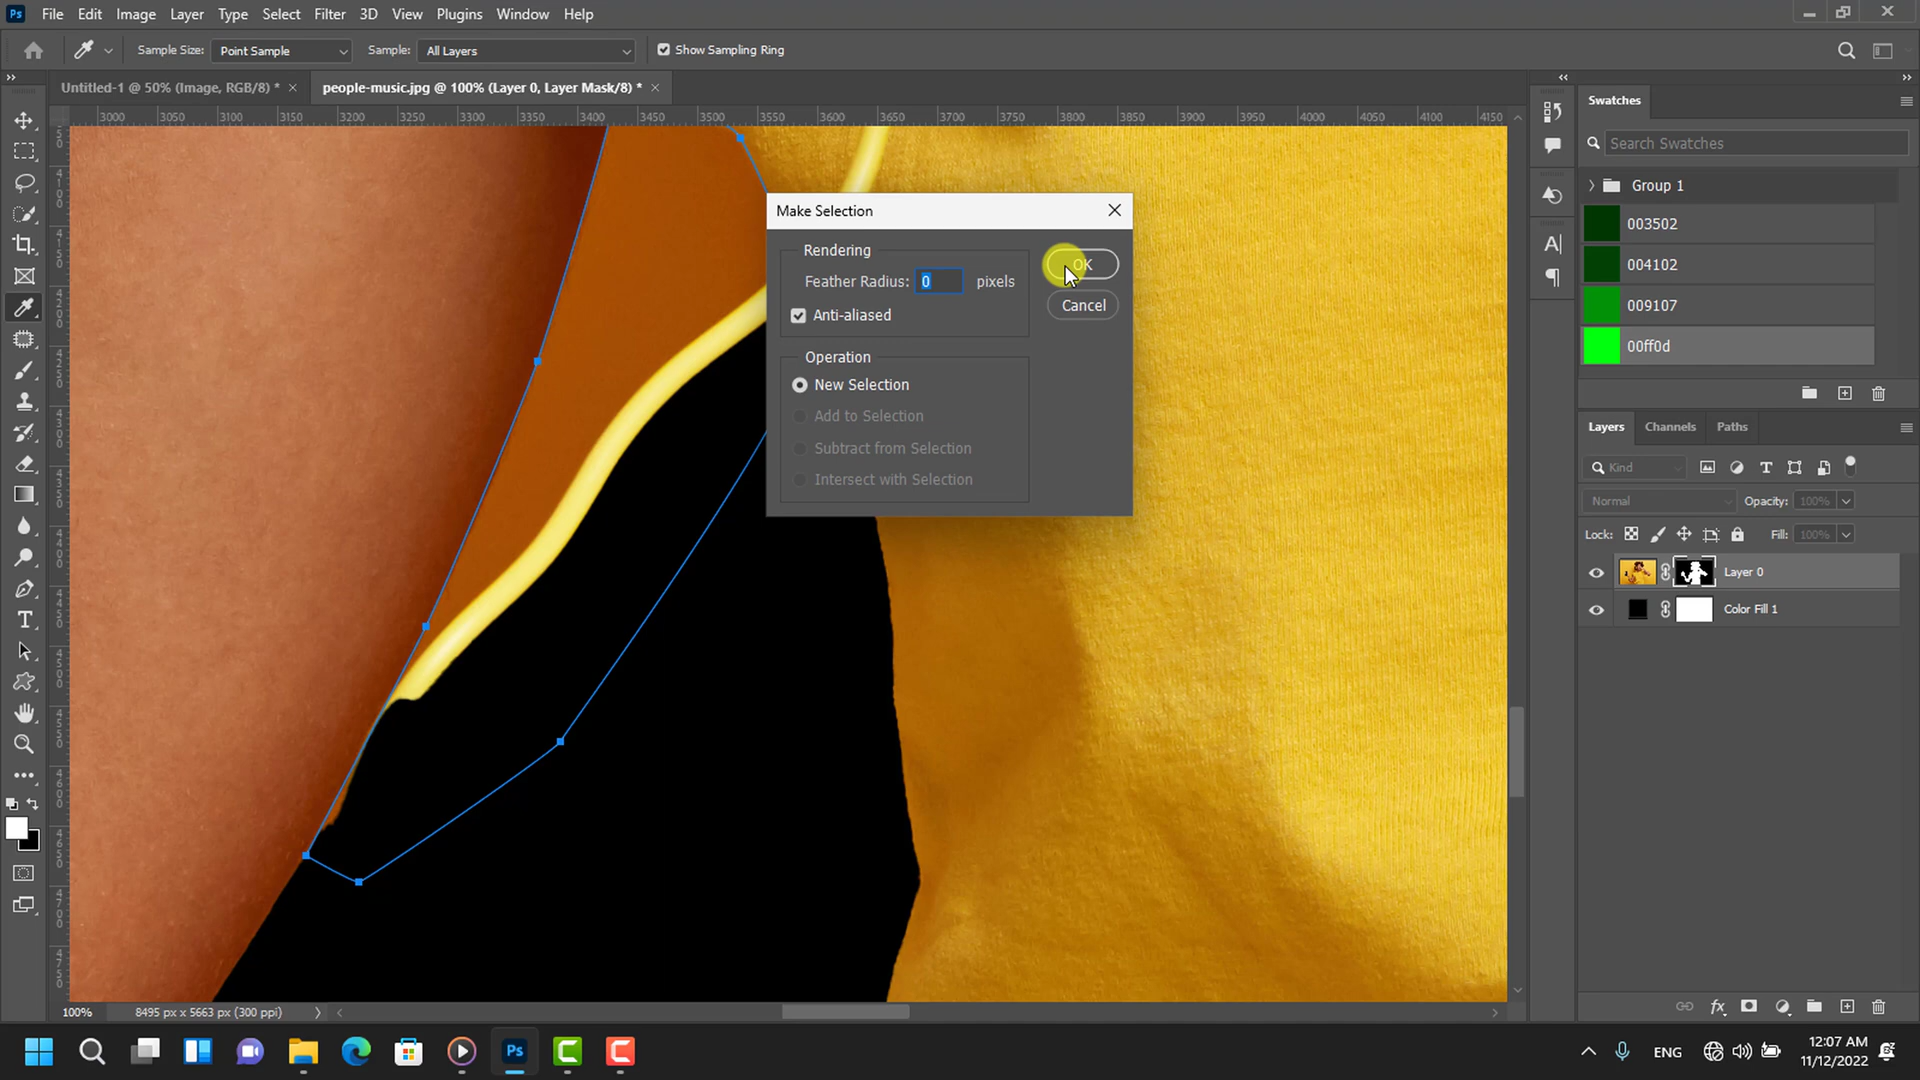 Ps File Edit Image Layer Type Select Filter 3D View Plugins Window Help
Sample Size: Point Sample Sample: All Layers Show Sampling Ring
Untitled-1 @ 50% (Image, RGB/8) * people-music.jpg @ 100% (Layer 0, Layer Mask/8) *
3000 3050 3100 3150 3200 3250 3300 3350 3400 3450 3500 3550 3600 3650 3700 3750 3800 3850 3900 3950 4000 4050 4100 4150
Make Selection
Rendering
Feather Radius: 0 pixels
Anti-aliased
OK
Cancel
Operation
New Selection
Add to Selection
Subtract from Selection
Intersect with Selection
Swatches
Search Swatches
Group 1
003502
004102
009107
00ff0d
Layers Channels Paths
Kind
Normal Opacity: 100%
Lock: Fill: 100%
Layer 0
Color Fill 1
fx
100% 8495 px x 5663 px (300 ppi)
Ps
ENG
12:07 AM
11/12/2022